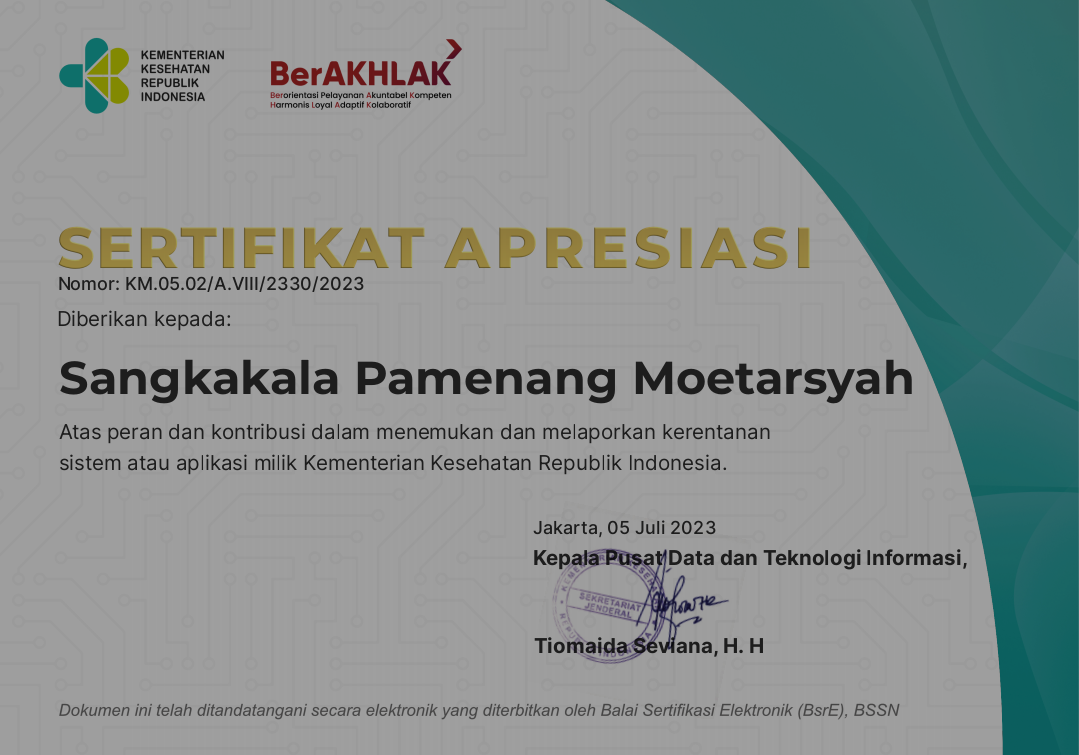 KEMENTERIAN
KESEHATAN
REPUBLIK
INDONESIA
BerAKHLAK
Berorientasi Pelayanan Akuntabel Kompeten
Harmonis Loyal Adaptif Kolaboratif
SERTIFIKAT APRESIASI
Nomor: KM.05.02/A.VIII/2330/2023
Diberikan kepada:
Sangkakala Pamenang Moetarsyah
Atas peran dan kontribusi dalam menemukan dan melaporkan kerentanan
sistem atau aplikasi milik Kementerian Kesehatan Republik Indonesia.
Jakarta, 05 Juli 2023
Kepala Pusat Data dan Teknologi Informasi,
SEKRETARIAT
JENDERAL
Tiomaida Seviana, H. H
Dokumen ini telah ditandatangani secara elektronik yang diterbitkan oleh Balai Sertifikasi Elektronik (BsrE), BSSN